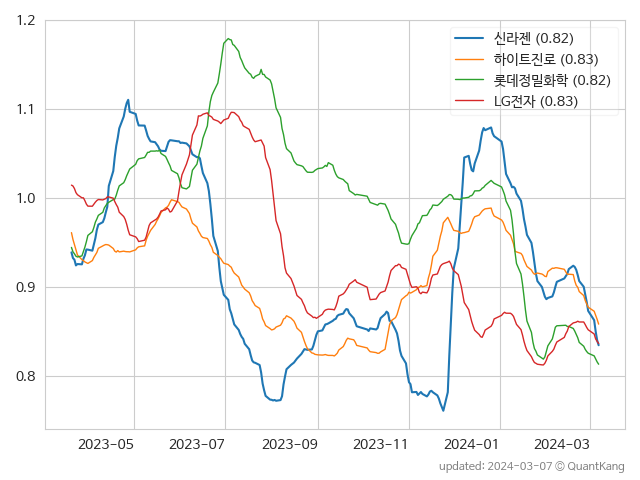 1.2
1.1
1.0
0.9
0.8
신라젠 (0.82)
하이트진로 (0.83)
롯데정밀화학 (0.82)
LG전자 (0.83)
2023-05 2023-07 2023-09 2023-11 2024-01 2024-03
updated: 2024-03-07 © QuantKang